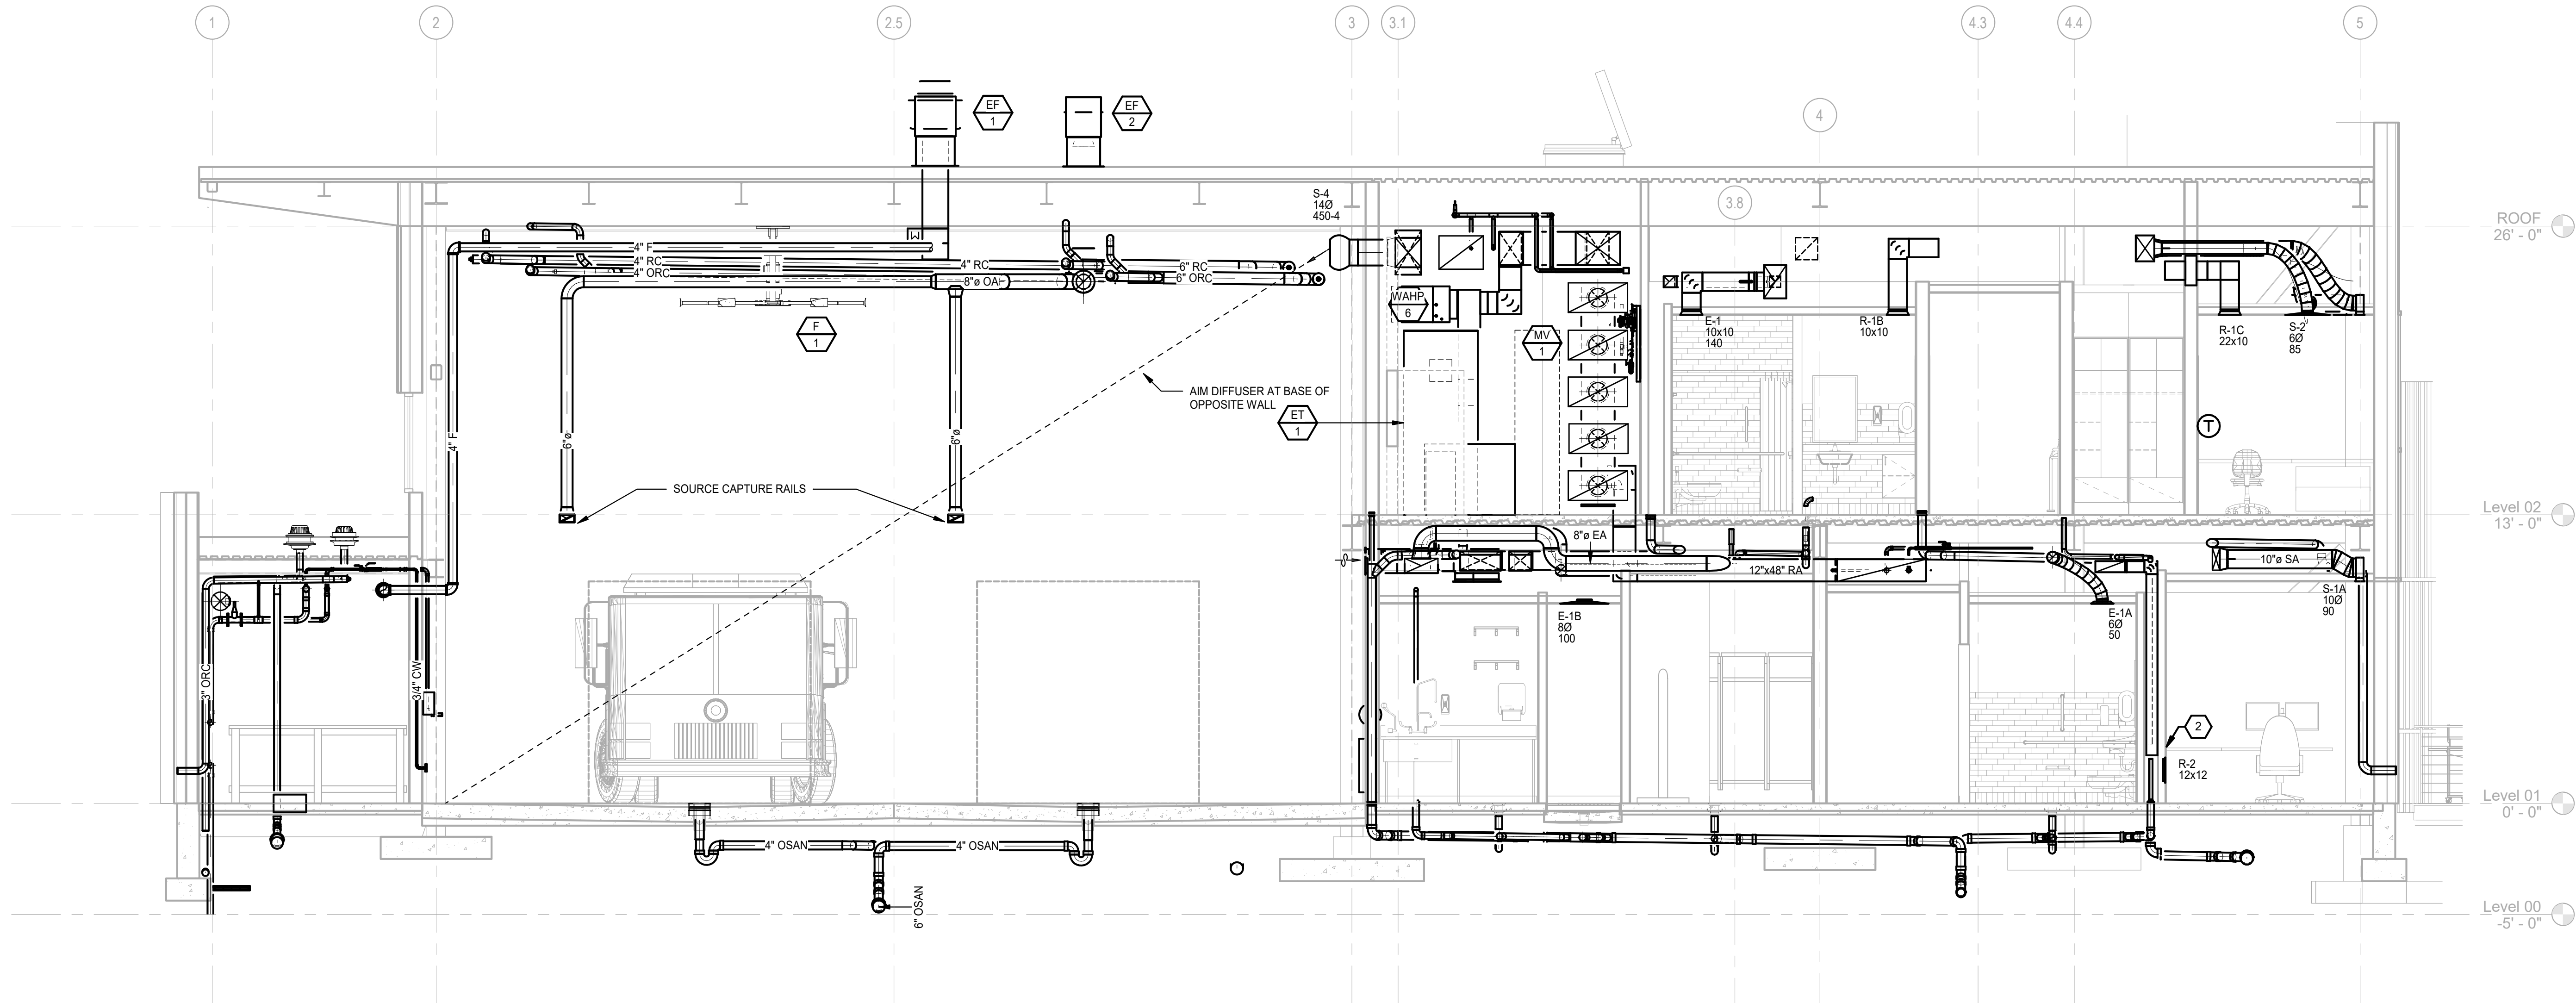 1
2
2.5
3
3.1
4.3
4.4
5
EF
1
EF
2
4
3.8
S-4
14Ø
450-4
ROOF
26' - 0"
4" F
4" RC
4" RC
4" ORC
6" RC
6" ORC
8"ø OA
WAHP
6
F
1
MV
1
E-1
10x10
140
R-1B
10x10
R-1C
22x10
S-2
6Ø
85
AIM DIFFUSER AT BASE OF
OPPOSITE WALL
ET
1
T
4" F
6"ø
6"ø
SOURCE CAPTURE RAILS
Level 02
13' - 0"
8"ø EA
12"x48" RA
10"ø SA
E-1B
8Ø
100
E-1A
6Ø
50
S-1A
10Ø
90
3" ORC
3/4" CW
2
R-2
12x12
Level 01
0' - 0"
4" OSAN
4" OSAN
6" OSAN
Level 00
-5' - 0"